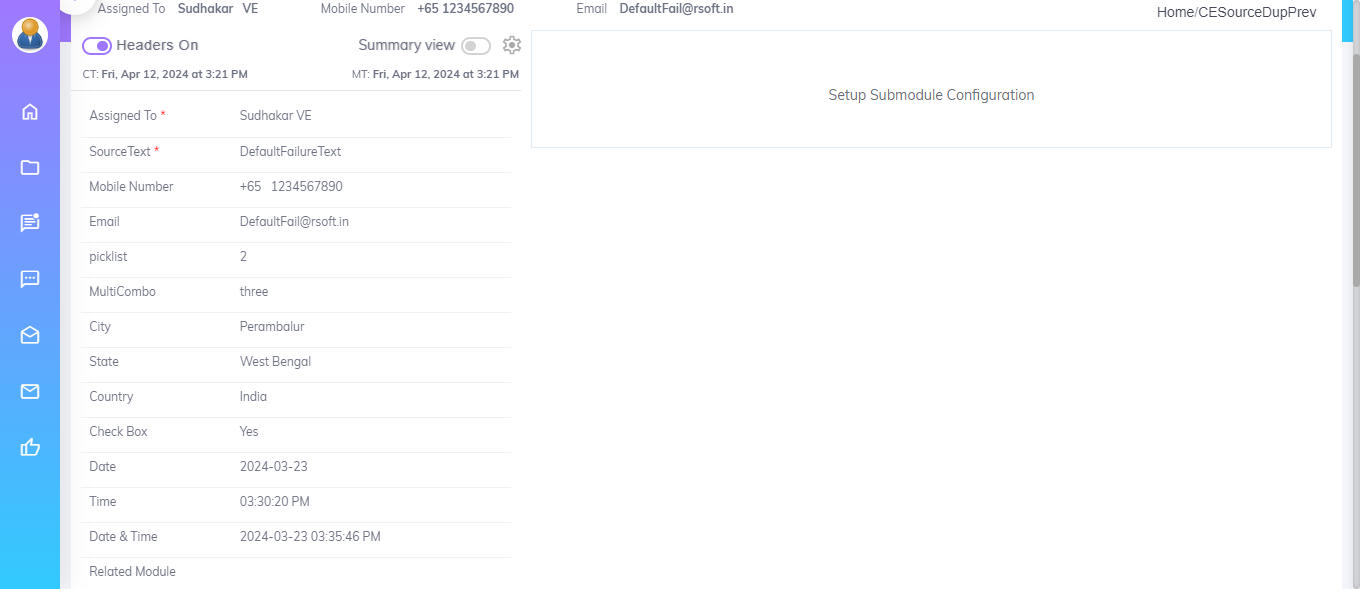 Assigned To Sudhakar VE Mobile Number +65 1234567890 Email DefaultFail@rsoft.in
Home/CESourceDupPrev
Headers On Summary view
CT: Fri, Apr 12, 2024 at 3:21 PM MT: Fri, Apr 12, 2024 at 3:21 PM
Setup Submodule Configuration
Assigned To * Sudhakar VE
SourceText * DefaultFailureText
Mobile Number +65 1234567890
Email DefaultFail@rsoft.in
picklist 2
MultiCombo three
City Perambalur
State West Bengal
Country India
Check Box Yes
Date 2024-03-23
Time 03:30:20 PM
Date & Time 2024-03-23 03:35:46 PM
Related Module